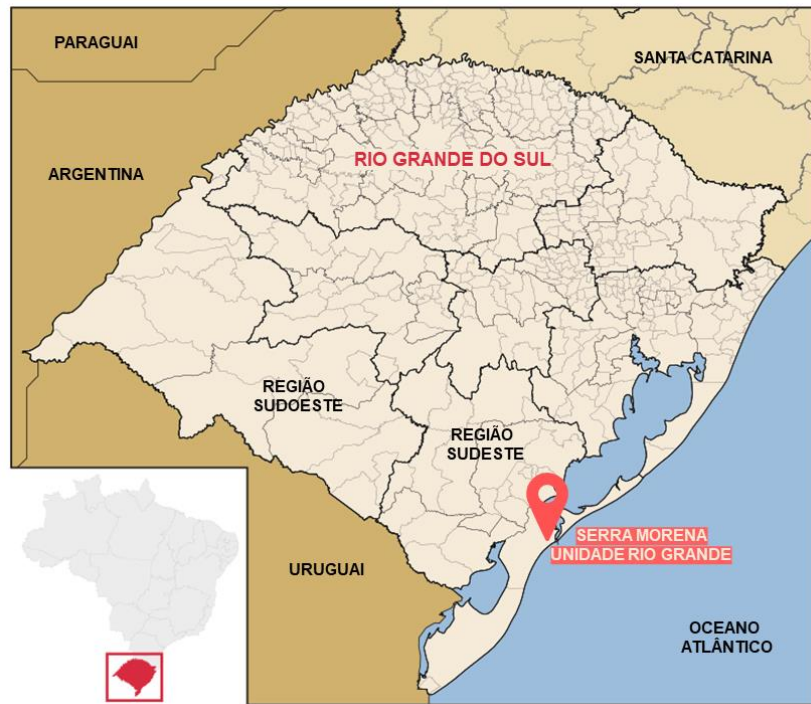 PARAGUAI
SANTA CATARINA
ARGENTINA
RIO GRANDE DO SUL
REGIÃO
SUDOESTE
REGIÃO
SUDESTE
SERRA MORENA
UNIDADE RIO GRANDE
URUGUAI
OCEANO
ATLÂNTICO